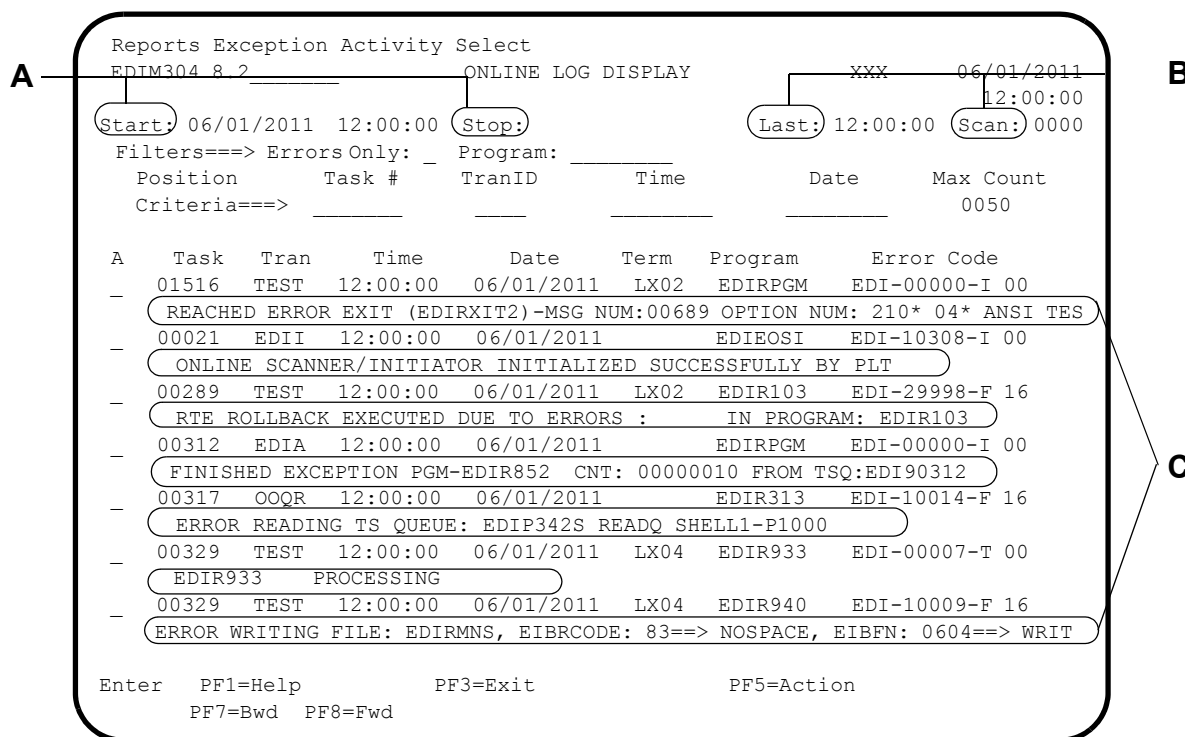 Reports Exception Activity Select
A
EDIM304 8.2_______ ONLINE LOG DISPLAY XXX 06/01/2011
B
12:00:00
Start: 06/01/2011 12:00:00 Stop: Last: 12:00:00 Scan: 0000
Filters===> Errors Only: _ Program: ________
Position Task # TranID Time Date Max Count
Criteria===> _______ ____ ________ ________ 0050
A Task Tran Time Date Term Program Error Code
_ 01516 TEST 12:00:00 06/01/2011 LX02 EDIRPGM EDI-00000-I 00
REACHED ERROR EXIT (EDIRXIT2)-MSG NUM:00689 OPTION NUM: 210* 04* ANSI TES
_ 00021 EDII 12:00:00 06/01/2011 EDIEOSI EDI-10308-I 00
ONLINE SCANNER/INITIATOR INITIALIZED SUCCESSFULLY BY PLT
_ 00289 TEST 12:00:00 06/01/2011 LX02 EDIR103 EDI-29998-F 16
RTE ROLLBACK EXECUTED DUE TO ERRORS : IN PROGRAM: EDIR103
_ 00312 EDIA 12:00:00 06/01/2011 EDIRPGM EDI-00000-I 00
FINISHED EXCEPTION PGM-EDIR852 CNT: 00000010 FROM TSQ:EDI90312
C
_ 00317 OOQR 12:00:00 06/01/2011 EDIR313 EDI-10014-F 16
ERROR READING TS QUEUE: EDIP342S READQ SHELL1-P1000
_ 00329 TEST 12:00:00 06/01/2011 LX04 EDIR933 EDI-00007-T 00
EDIR933 PROCESSING
_ 00329 TEST 12:00:00 06/01/2011 LX04 EDIR940 EDI-10009-F 16
ERROR WRITING FILE: EDIRMNS, EIBRCODE: 83==> NOSPACE, EIBFN: 0604==> WRIT
Enter PF1=Help PF3=Exit PF5=Action
PF7=Bwd PF8=Fwd